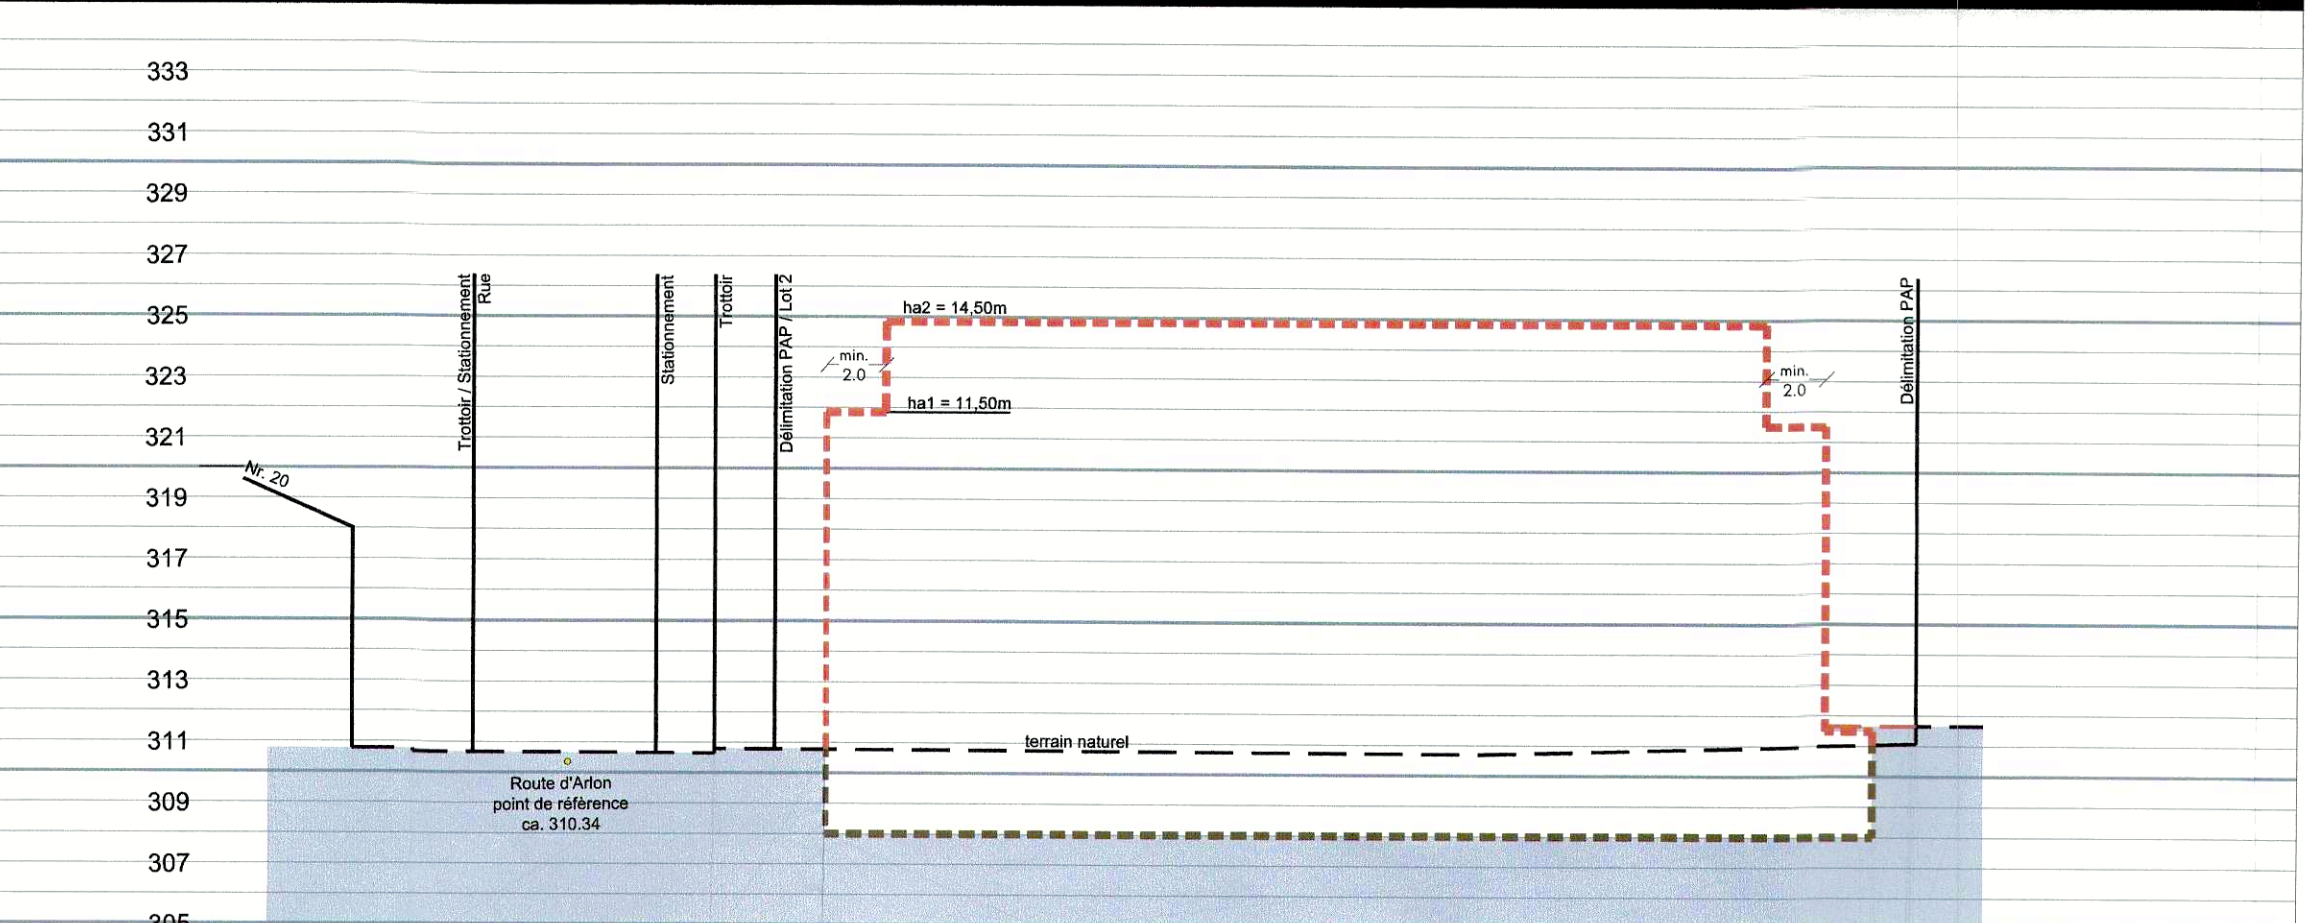 333
331
329
327
325
323
321
319
317
315
313
311
309
307
305
Nr. 20
Trottoir / Stationnement
Rue
Stationnement
Trottoir
Délimitation PAP / Lot 2
ha2 = 14,50m
min.
2.0
ha1 = 11,50m
min.
2.0
Délimitation PAP
terrain naturel
Route d'Arlon
point de référence
ca. 310.34